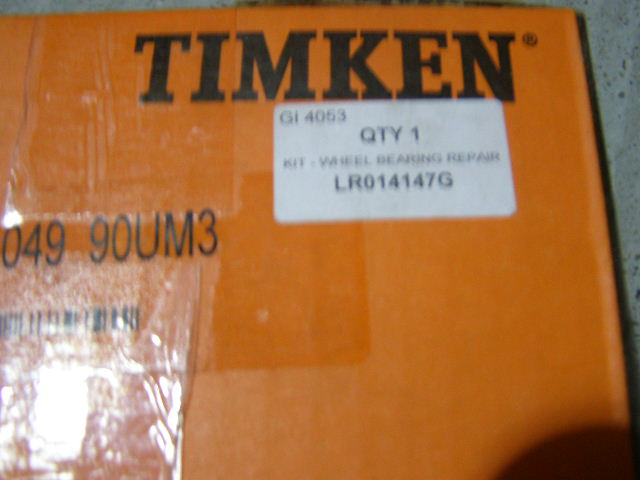 TIMKEN®
GI 4053
QTY 1
KIT - WHEEL BEARING REPAIR
LR014147G
049 90UM3